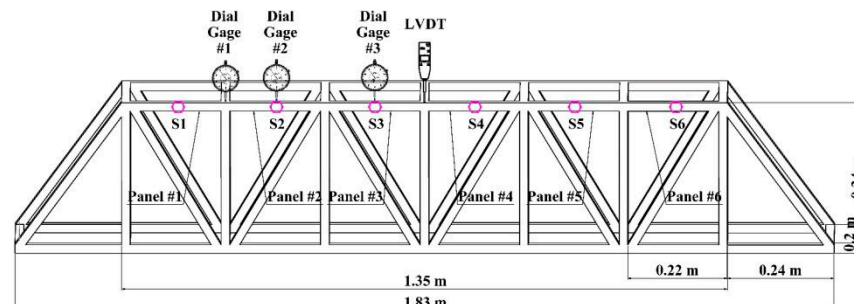 Dial
Gage
#1
Dial
Gage
#2
Dial
Gage
#3
LVDT
S1
S2
S3
S4
S5
S6
Panel #1
Panel #2
Panel #3
Panel #4
Panel #5
Panel #6
0.2 m
0.22 m
0.24 m
1.35 m
1.83 m